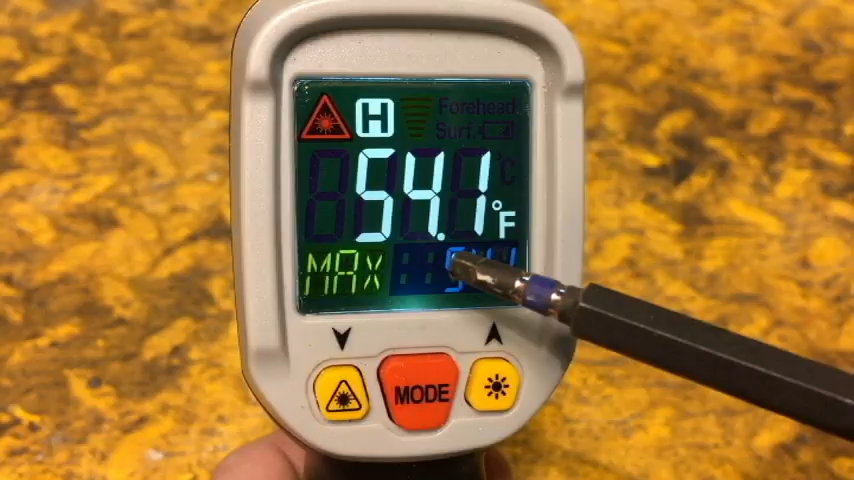 H Forehead
Surf
°C
54.1 °F
MAX
MODE